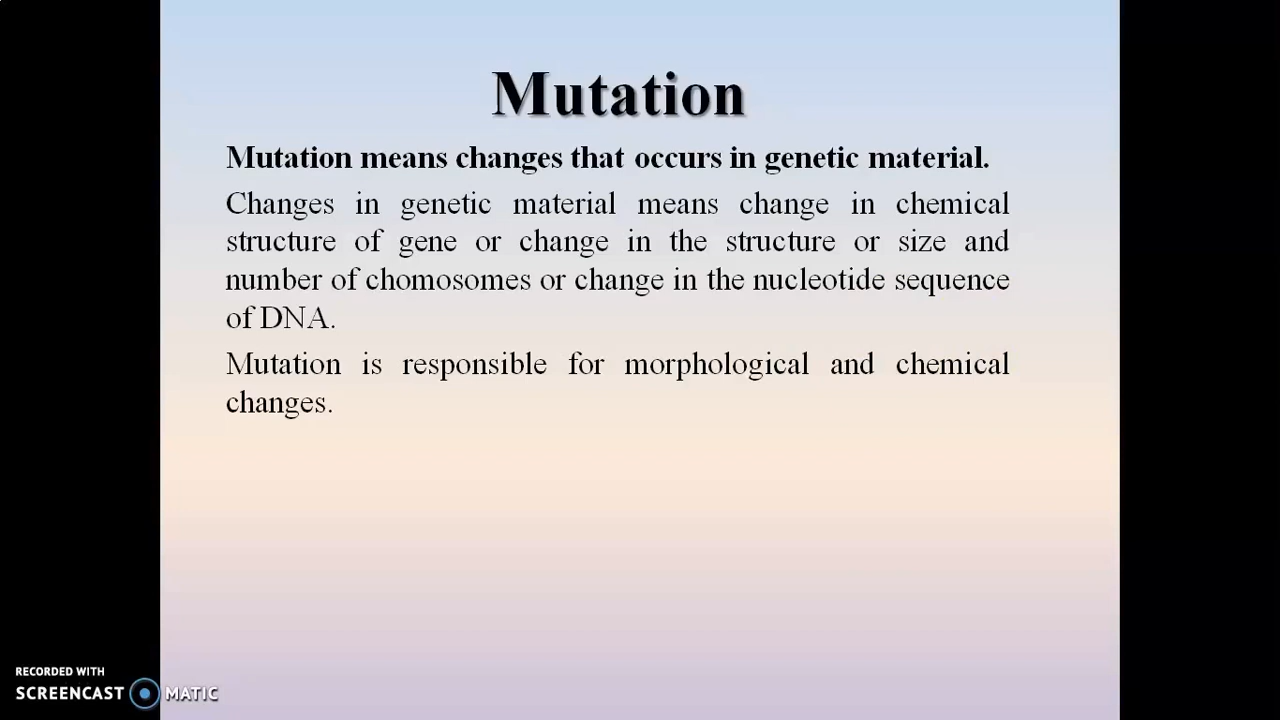 Mutation
Mutation means changes that occurs in genetic material.
Changes in genetic material means change in chemical
structure of gene or change in the structure or size and
number of chomosomes or change in the nucleotide sequence
of DNA.
Mutation is responsible for morphological and chemical
changes.
RECORDED WITH
SCREENCAST MATIC